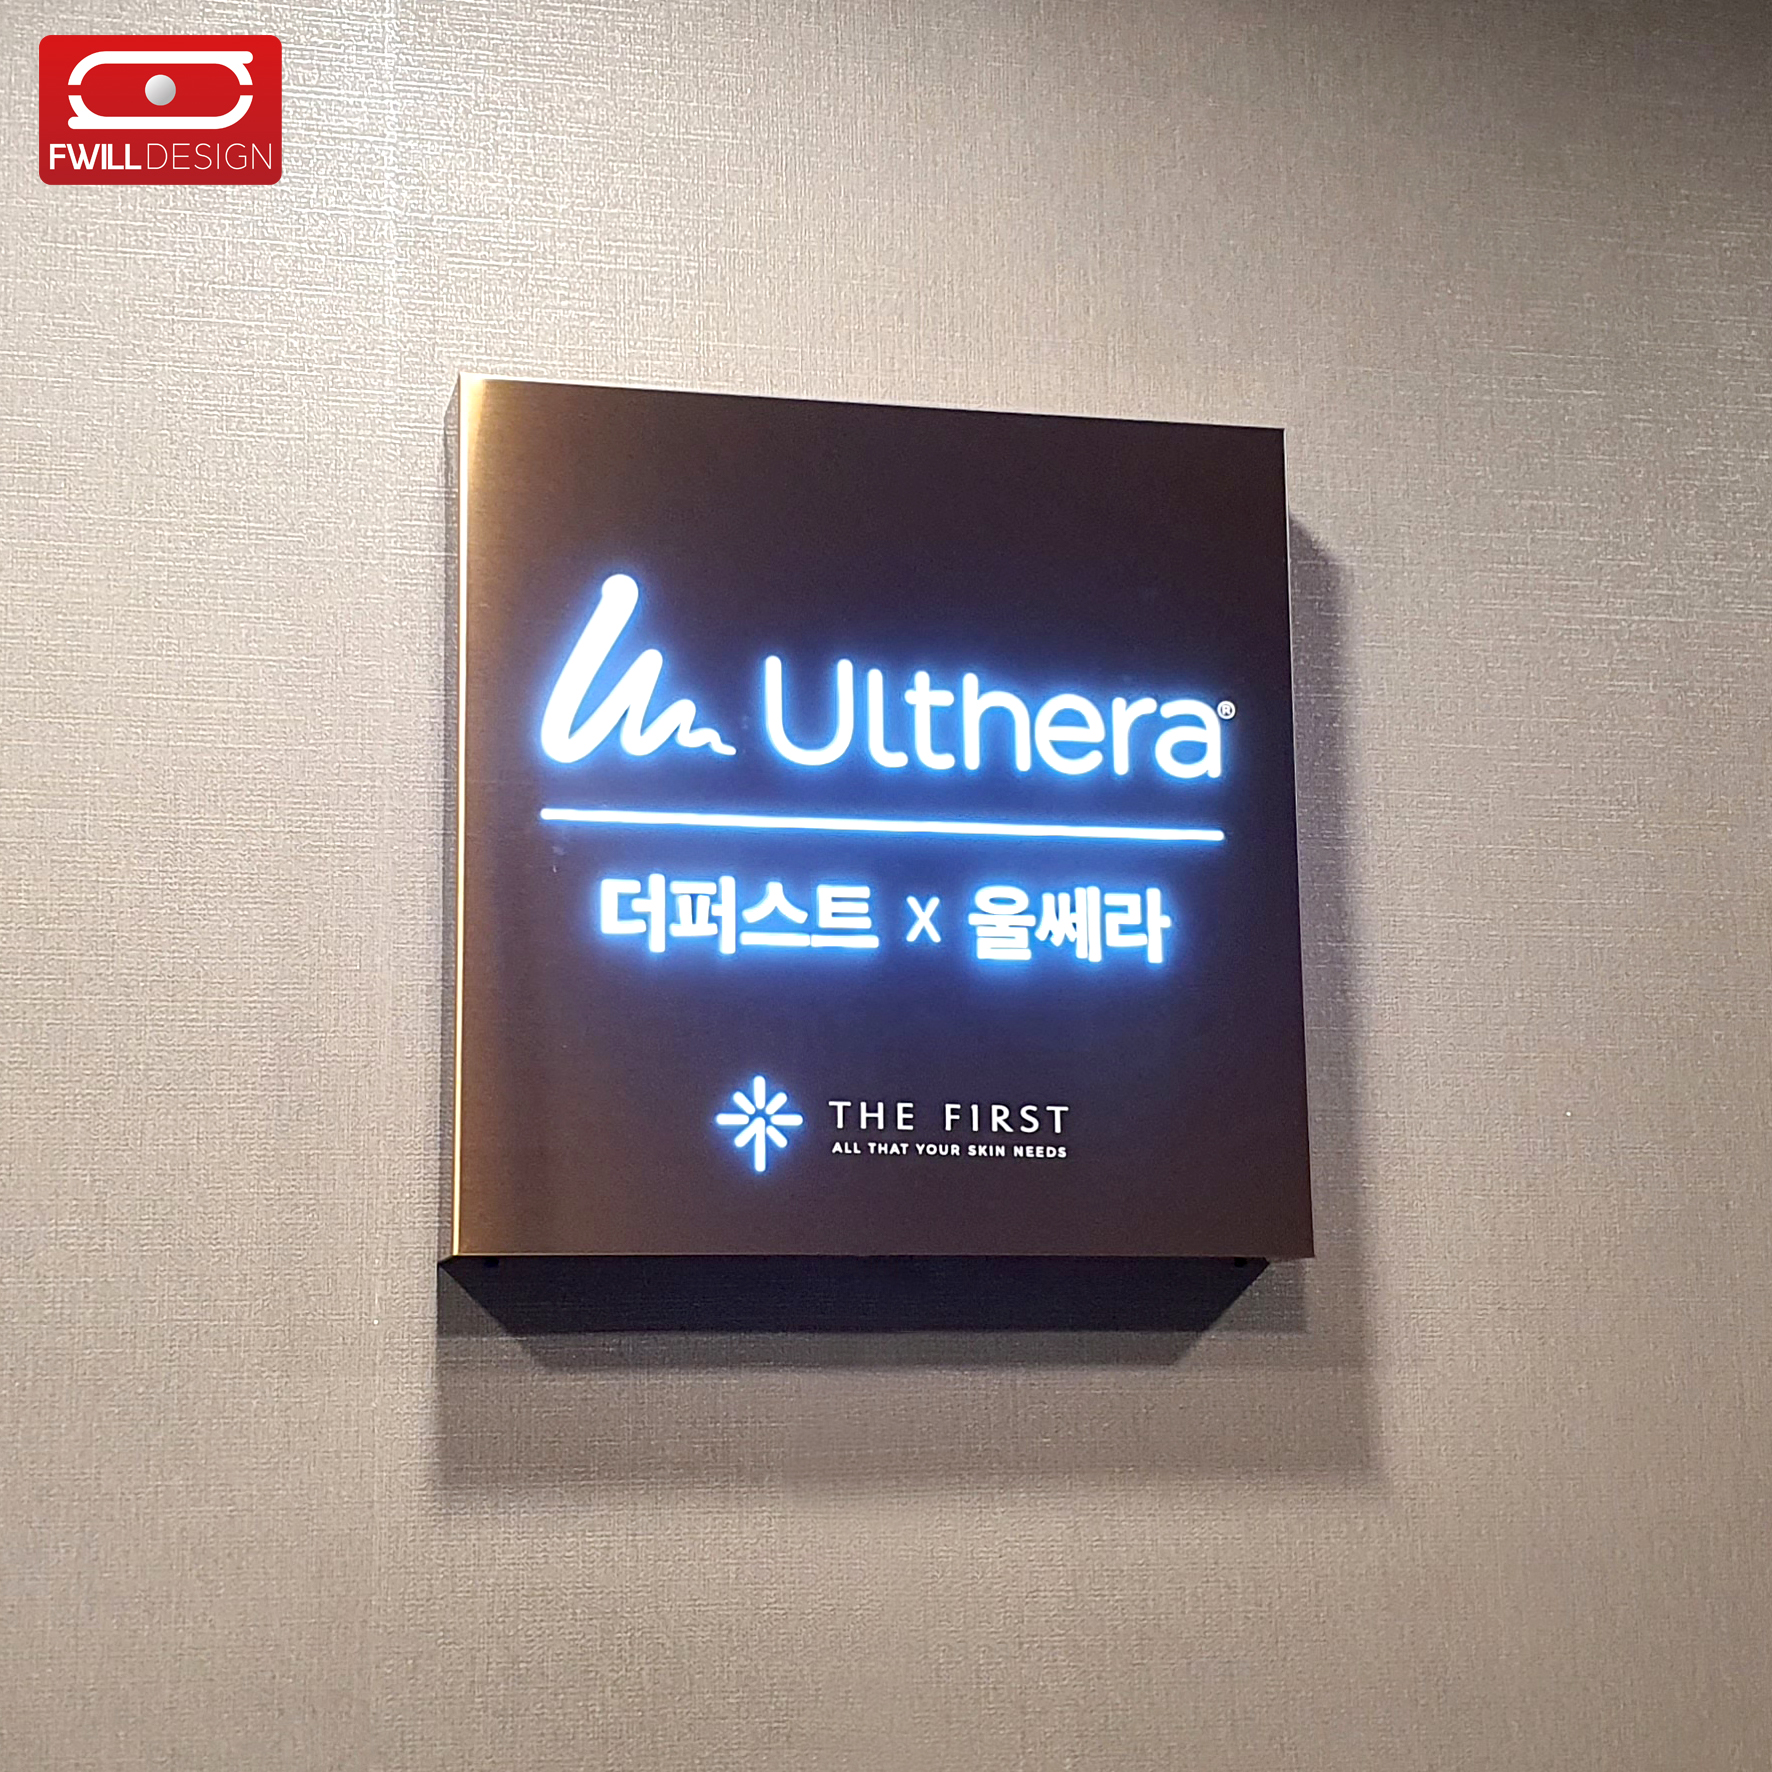 FWILLDESIGN
Ulthera®
더퍼스트 x 울쎄라
THE FIRST
ALL THAT YOUR SKIN NEEDS